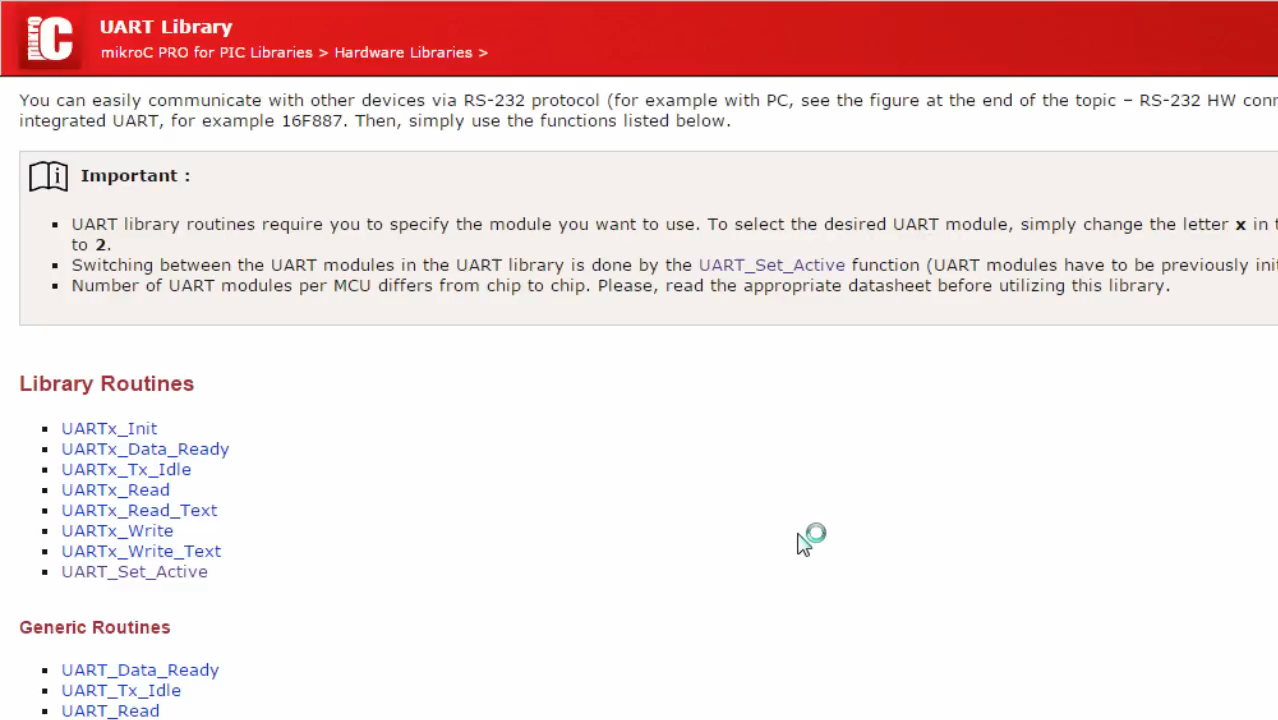 mikro C
UART Library
mikroC PRO for PIC Libraries > Hardware Libraries >
You can easily communicate with other devices via RS-232 protocol (for example with PC, see the figure at the end of the topic – RS-232 HW
integrated UART, for example 16F887. Then, simply use the functions listed below.
Important :
▪ UART library routines require you to specify the module you want to use. To select the desired UART module, simply change the letter x in
to 2.
▪ Switching between the UART modules in the UART library is done by the UART_Set_Active function (UART modules have to be previously
▪ Number of UART modules per MCU differs from chip to chip. Please, read the appropriate datasheet before utilizing this library.
Library Routines
▪ UARTx_Init
▪ UARTx_Data_Ready
▪ UARTx_Tx_Idle
▪ UARTx_Read
▪ UARTx_Read_Text
▪ UARTx_Write
▪ UARTx_Write_Text
▪ UART_Set_Active
Generic Routines
▪ UART_Data_Ready
▪ UART_Tx_Idle
▪ UART_Read